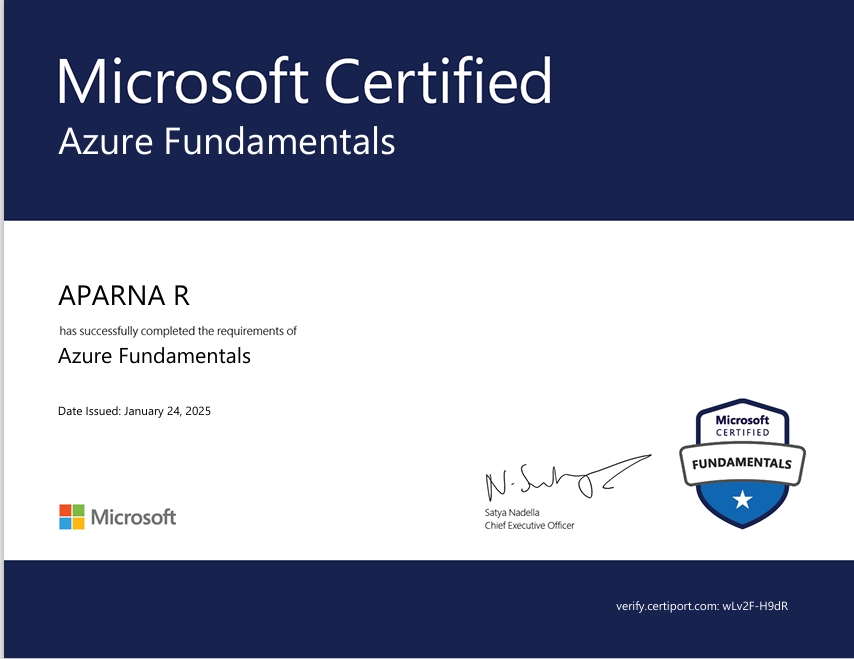 Microsoft Certified
Azure Fundamentals
APARNA R
has successfully completed the requirements of
Azure Fundamentals
Date Issued: January 24, 2025
Microsoft
CERTIFIED
FUNDAMENTALS
N. Satya
Satya Nadella
Chief Executive Officer
Microsoft
verify.certiport.com: wLv2F-H9dR